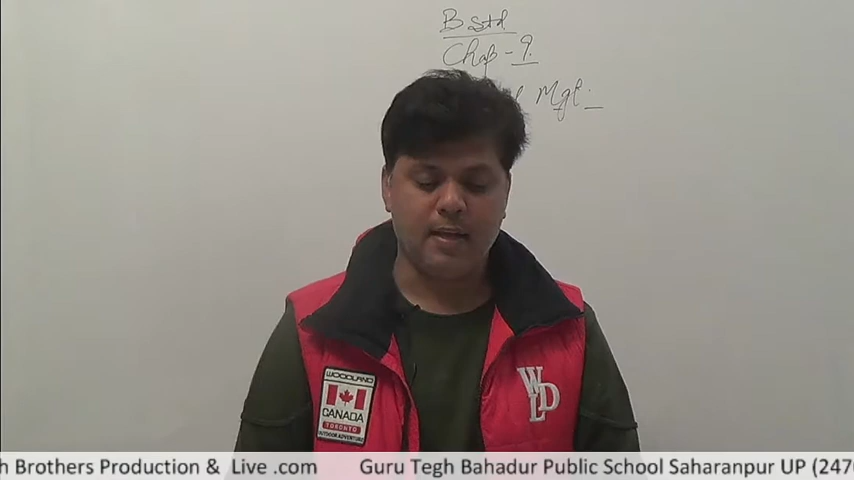 B Std
Chap - 9.
Mgt.
WOODLAND
CANADA
TORONTO
OUTDOOR ADVENTURE
WLD
h Brothers Production & Live .com Guru Tegh Bahadur Public School Saharanpur UP (247